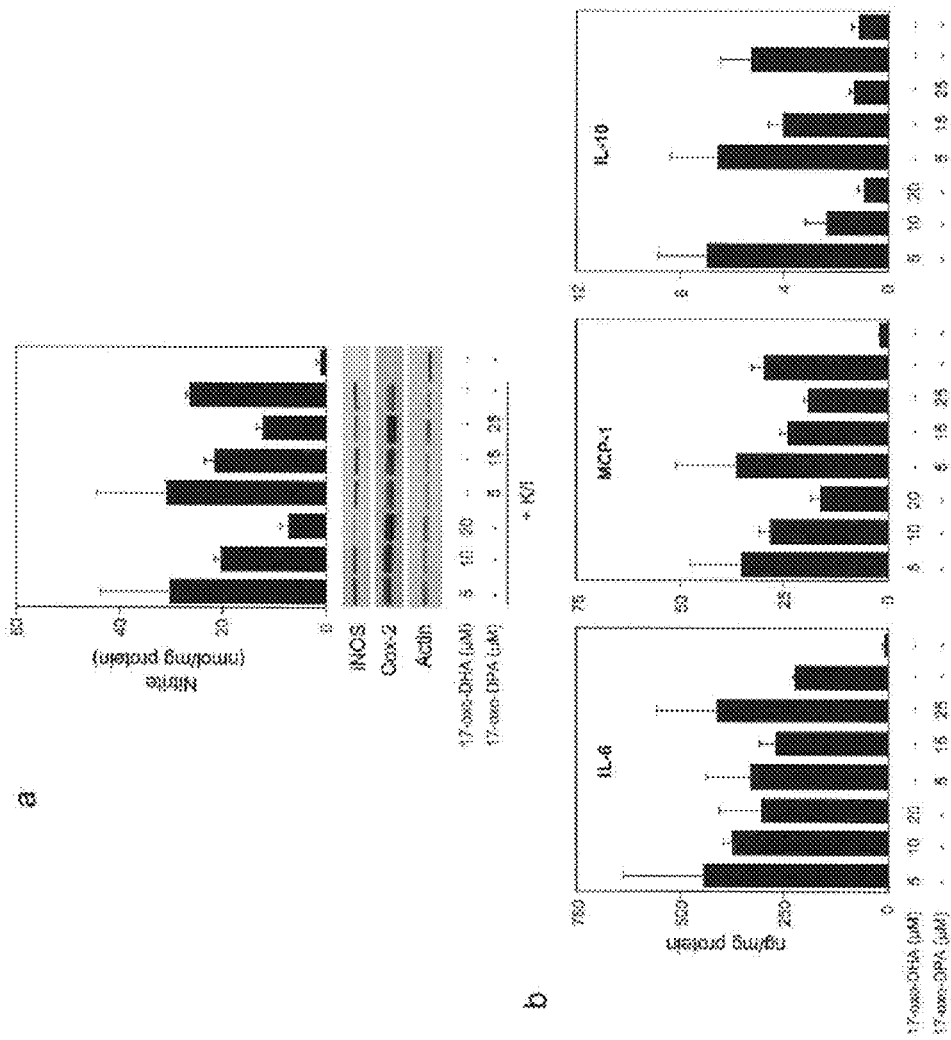 a
60
40
20
0
Nitrite
(nmol/mg protein)
iNOS
Cox-2
Actin
17-oxo-DHA (µM) 5 10 20 - - - - -
17-oxo-DPA (µM) - - - 5 15 25 - -
+ K/I
b
IL-6
750
500
250
0
ng/mg protein
17-oxo-DHA (µM) 5 10 20 - - - - -
17-oxo-DPA (µM) - - - 5 15 25 - -
MCP-1
75
50
25
0
5 10 20 - - - - -
- - - 5 15 25 - -
IL-10
12
8
4
0
5 10 20 - - - - -
- - - 5 15 25 - -